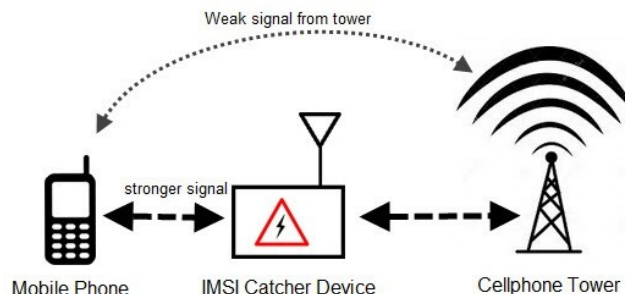 Weak signal from tower
stronger signal
Mobile Phone
IMSI Catcher Device
Cellphone Tower